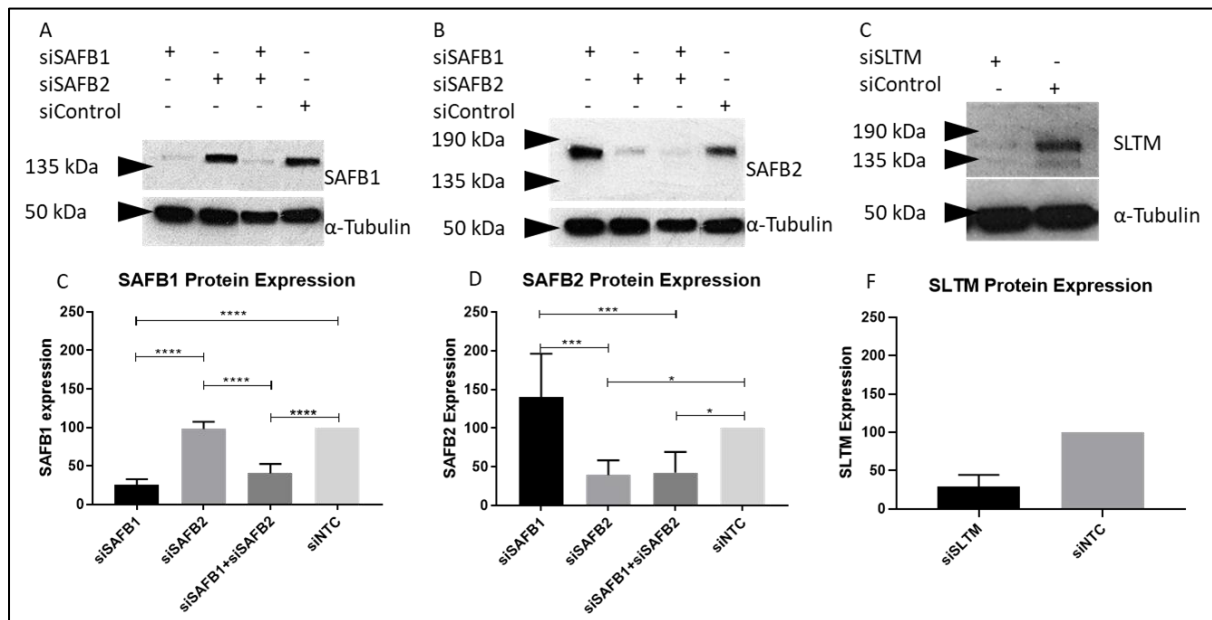 A
siSAFB1 + - + -
siSAFB2 - + + -
siControl - - - +
135 kDa
SAFB1
50 kDa
α-Tubulin
B
siSAFB1 + - + -
siSAFB2 - + + -
siControl - - - +
190 kDa
135 kDa
SAFB2
50 kDa
α-Tubulin
C
siSLTM + -
siControl - +
190 kDa
135 kDa
SLTM
50 kDa
α-Tubulin
C
SAFB1 Protein Expression
SAFB1 expression
250
200
150
100
50
0
****
****
****
****
siSAFB1
siSAFB2
siSAFB1+siSAFB2
siNTC
D
SAFB2 Protein Expression
SAFB2 Expression
250
200
150
100
50
0
***
***
*
*
siSAFB1
siSAFB2
siSAFB1+siSAFB2
siNTC
F
SLTM Protein Expression
SLTM Expression
250
200
150
100
50
0
siSLTM
siNTC